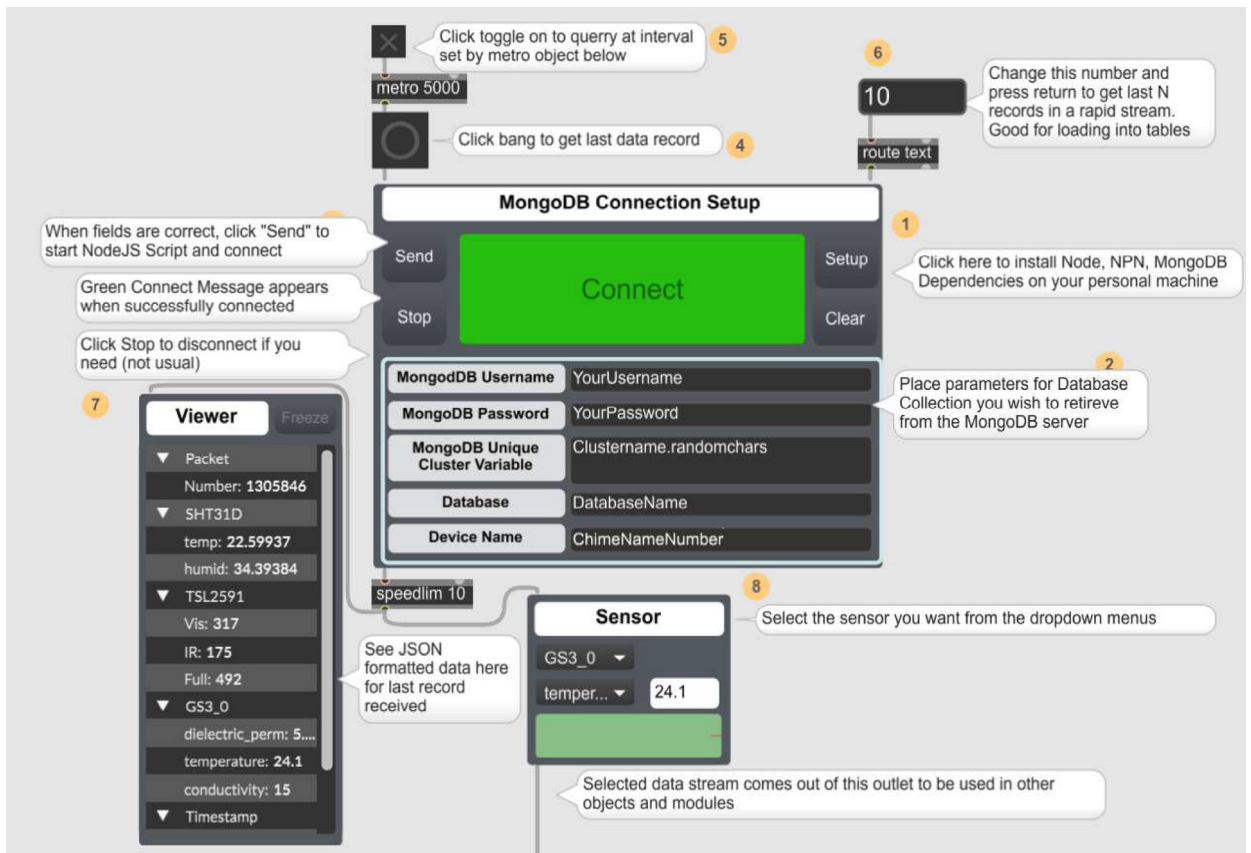 Click toggle on to querry at interval
set by metro object below
5
metro 5000
6
10
Change this number and
press return to get last N
records in a rapid stream.
Good for loading into tables
route text
Click bang to get last data record
4
MongoDB Connection Setup
When fields are correct, click "Send" to
start NodeJS Script and connect
Send
Connect
Setup
1
Click here to install Node, NPN, MongoDB
Dependencies on your personal machine
Green Connect Message appears
when successfully connected
Stop
Clear
Click Stop to disconnect if you
need (not usual)
MongodDB Username
YourUsername
MongoDB Password
YourPassword
MongoDB Unique
Cluster Variable
Clustername.randomchars
Database
DatabaseName
Device Name
ChimeNameNumber
2
Place parameters for Database
Collection you wish to retireve
from the MongoDB server
7
Viewer
Freeze
Packet
Number: 1305846
SHT31D
temp: 22.59937
humid: 34.39384
TSL2591
Vis: 317
IR: 175
Full: 492
GS3_0
dielectric_perm: 5....
temperature: 24.1
conductivity: 15
Timestamp
See JSON
formatted data here
for last record
received
speedlim 10
8
Sensor
GS3_0
temper...
24.1
Select the sensor you want from the dropdown menus
Selected data stream comes out of this outlet to be used in other
objects and modules